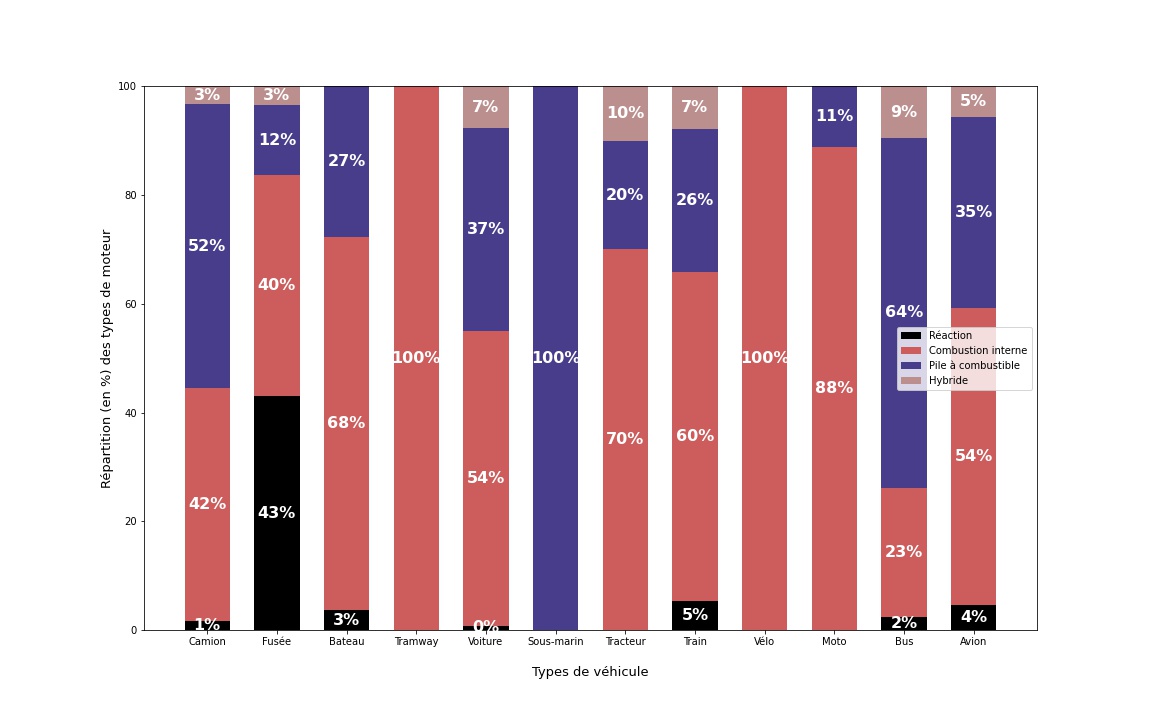 100
80
60
40
20
0
Répartition (en %) des types de moteur
3% 3% 7% 10% 7% 9% 5%
12% 27% 11%
52% 37% 20% 26% 35%
40% 64%
100% 100% 100%
88%
42% 68% 54% 70% 60% 54%
43% 23%
1% 3% 0% 5% 2% 4%
Réaction
Combustion interne
Pile à combustible
Hybride
Camion Fusée Bateau Tramway Voiture Sous-marin Tracteur Train Vélo Moto Bus Avion
Types de véhicule